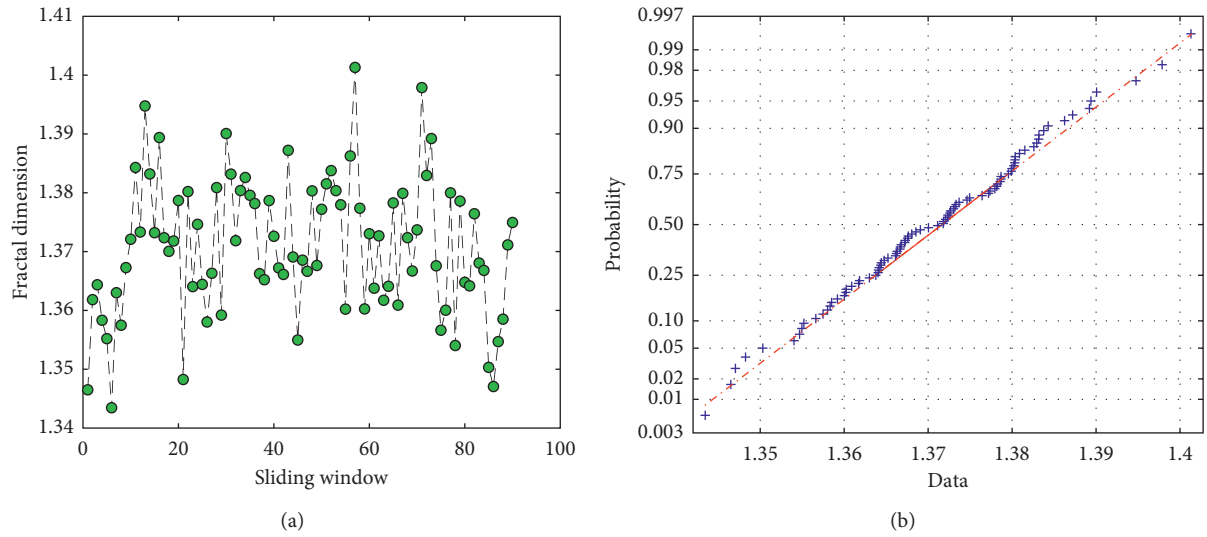 1.41
1.4
1.39
1.38
1.37
1.36
1.35
1.34
Fractal dimension
0 20 40 60 80 100
Sliding window
(a)
0.997
0.99
0.98
0.95
0.90
0.75
0.50
0.25
0.10
0.05
0.02
0.01
0.003
Probability
1.35 1.36 1.37 1.38 1.39 1.4
Data
(b)